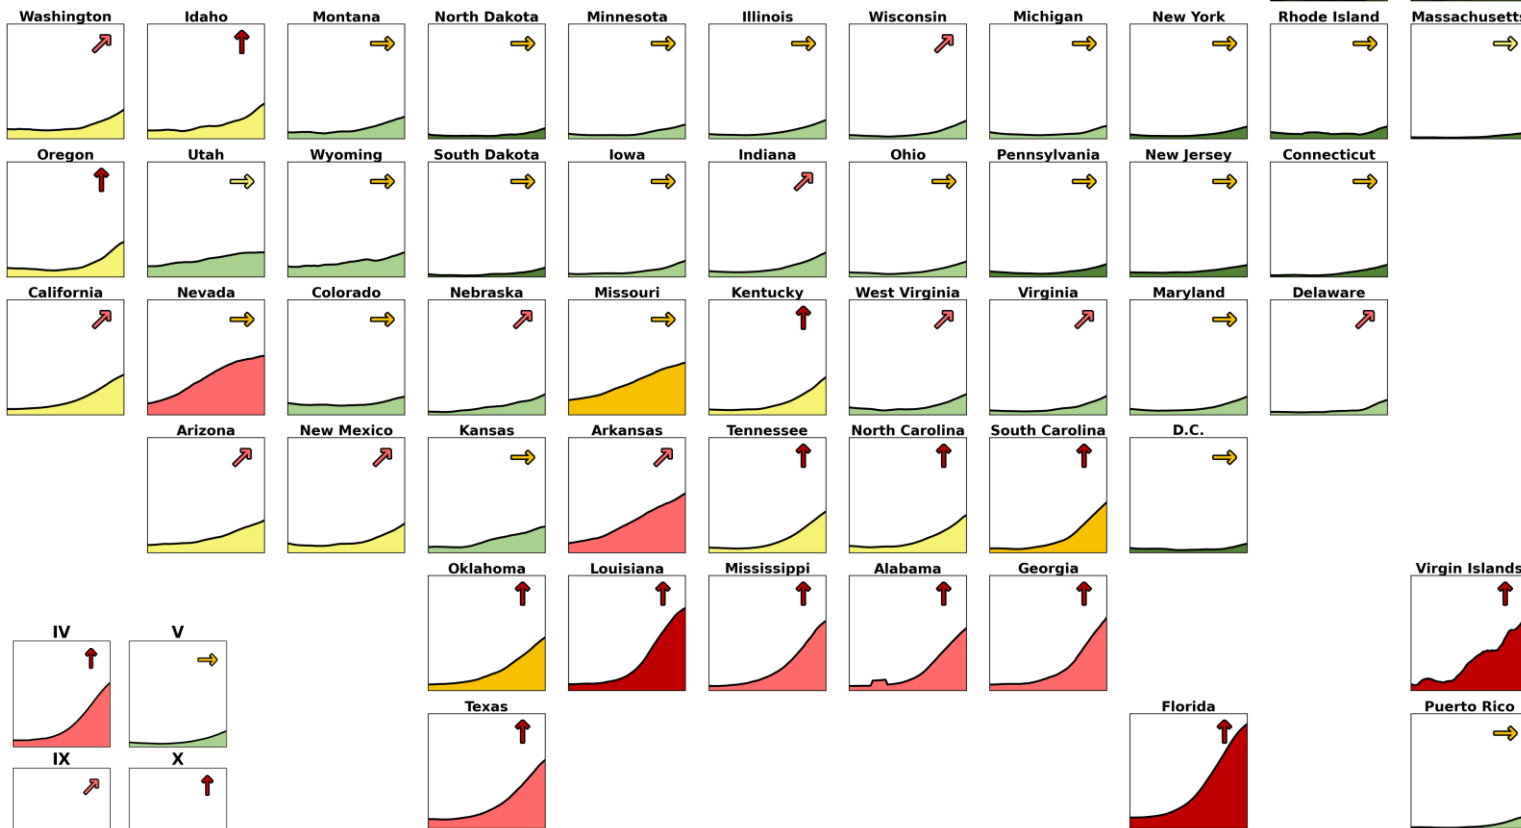 Washington Idaho Montana North Dakota Minnesota Illinois Wisconsin Michigan New York Rhode Island Massachusetts
Oregon Utah Wyoming South Dakota Iowa Indiana Ohio Pennsylvania New Jersey Connecticut
California Nevada Colorado Nebraska Missouri Kentucky West Virginia Virginia Maryland Delaware
Arizona New Mexico Kansas Arkansas Tennessee North Carolina South Carolina D.C.
Oklahoma Louisiana Mississippi Alabama Georgia Virgin Islands
IV V
Texas Florida Puerto Rico
IX X